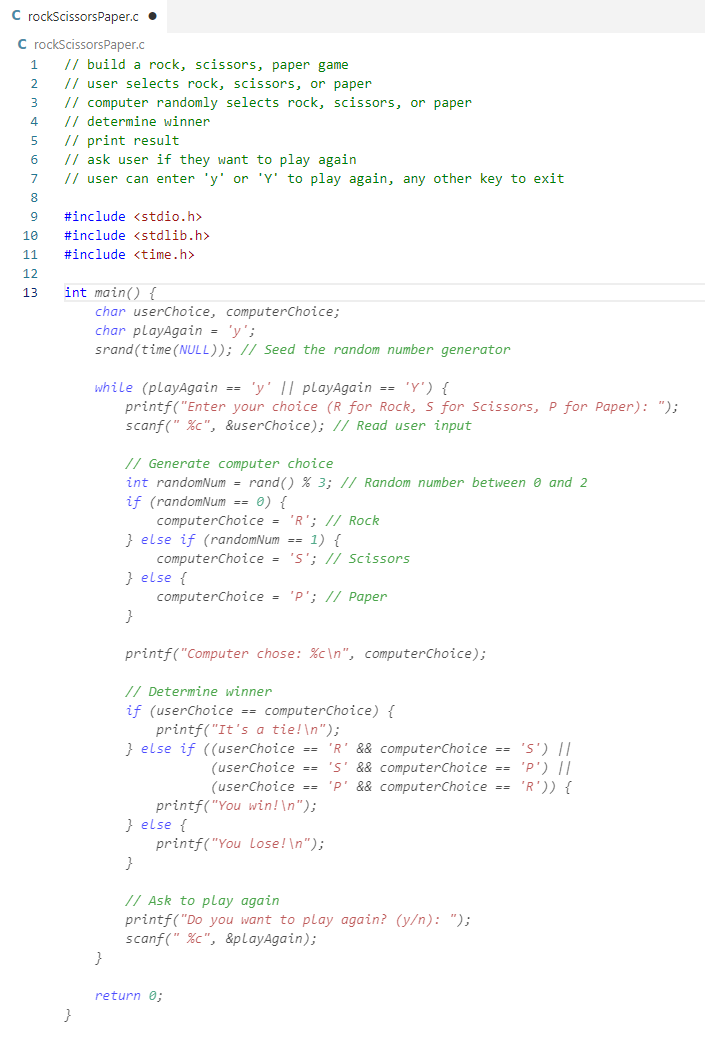 C rockScissorsPaper.c ●
C rockScissorsPaper.c
1 // build a rock, scissors, paper game
2 // user selects rock, scissors, or paper
3 // computer randomly selects rock, scissors, or paper
4 // determine winner
5 // print result
6 // ask user if they want to play again
7 // user can enter 'y' or 'Y' to play again, any other key to exit
8
9 #include <stdio.h>
10 #include <stdlib.h>
11 #include <time.h>
12
13 int main() {
    char userChoice, computerChoice;
    char playAgain = 'y';
    srand(time(NULL)); // Seed the random number generator

    while (playAgain == 'y' || playAgain == 'Y') {
        printf("Enter your choice (R for Rock, S for Scissors, P for Paper): ");
        scanf(" %c", &userChoice); // Read user input

        // Generate computer choice
        int randomNum = rand() % 3; // Random number between 0 and 2
        if (randomNum == 0) {
            computerChoice = 'R'; // Rock
        } else if (randomNum == 1) {
            computerChoice = 'S'; // Scissors
        } else {
            computerChoice = 'P'; // Paper
        }

        printf("Computer chose: %c\n", computerChoice);

        // Determine winner
        if (userChoice == computerChoice) {
            printf("It's a tie!\n");
        } else if ((userChoice == 'R' && computerChoice == 'S') ||
                   (userChoice == 'S' && computerChoice == 'P') ||
                   (userChoice == 'P' && computerChoice == 'R')) {
            printf("You win!\n");
        } else {
            printf("You lose!\n");
        }

        // Ask to play again
        printf("Do you want to play again? (y/n): ");
        scanf(" %c", &playAgain);
    }

    return 0;
}